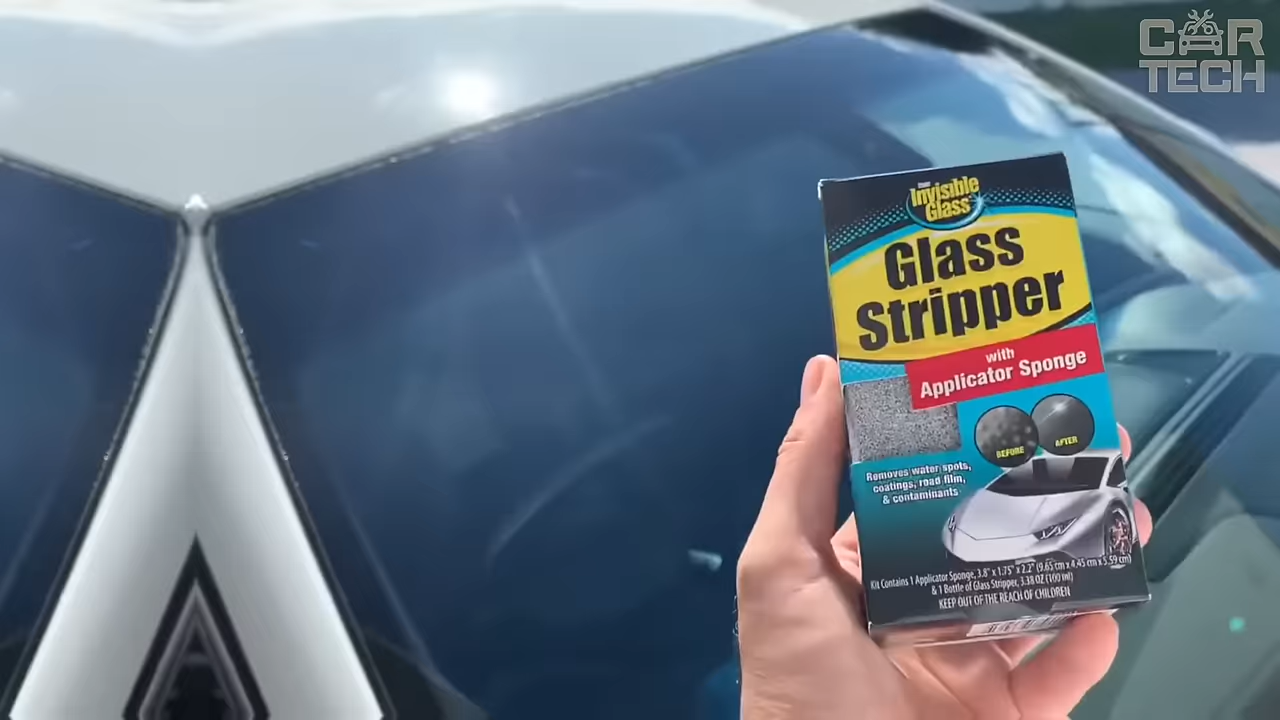 CAR
TECH
Invisible
Glass
Glass
Stripper
with
Applicator Sponge
BEFORE
AFTER
Removes water spots,
coatings, road film,
& contaminants
Kit Contains 1 Applicator Sponge, 3.8" x 1.75" x 2.2" (9.65 cm x 4.45 cm x 5.59 cm)
& 1 Bottle of Glass Stripper, 3.38 OZ (100 ml)
KEEP OUT OF THE REACH OF CHILDREN